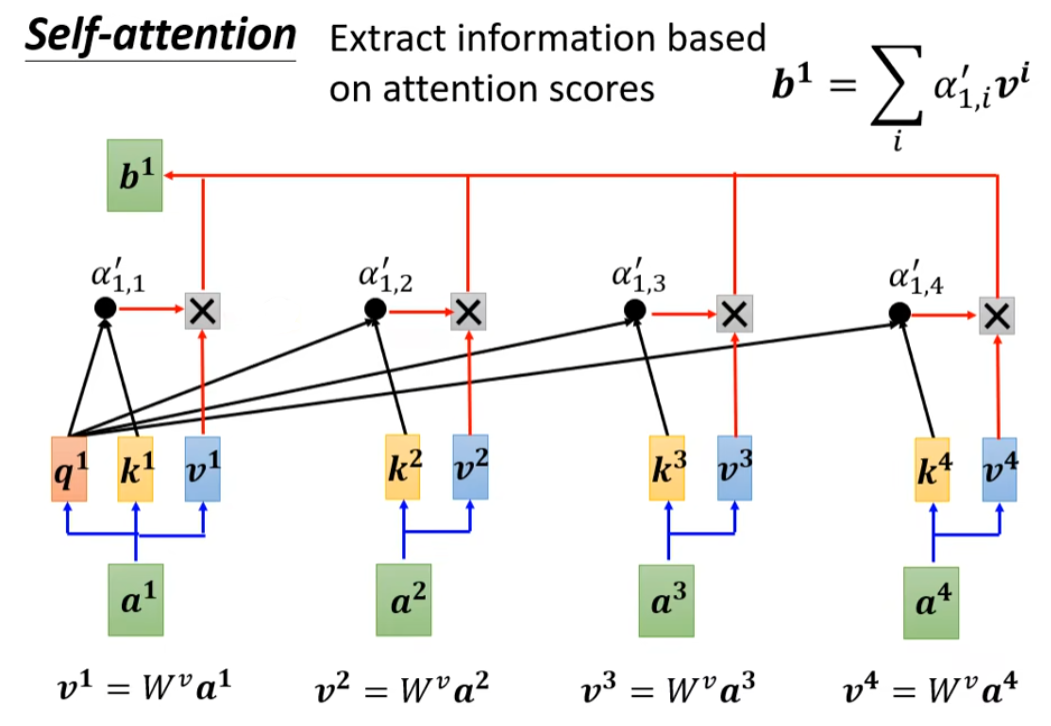 Self-attention
Extract information based
on attention scores
b¹ = ∑ᵢ α′₁,ᵢvⁱ
b¹
α′₁,₁ α′₁,₂ α′₁,₃ α′₁,₄
× × × ×
q¹ k¹ v¹ k² v² k³ v³ k⁴ v⁴
a¹ a² a³ a⁴
v¹ = Wᵛa¹ v² = Wᵛa² v³ = Wᵛa³ v⁴ = Wᵛa⁴